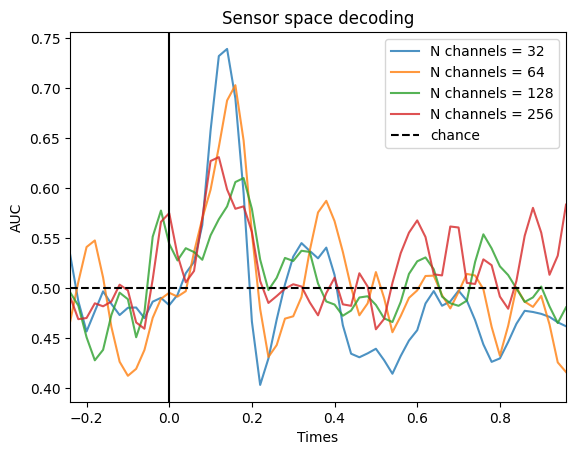 Sensor space decoding
N channels = 32
N channels = 64
N channels = 128
N channels = 256
chance
AUC
0.75
0.70
0.65
0.60
0.55
0.50
0.45
0.40
−0.2 0.0 0.2 0.4 0.6 0.8
Times